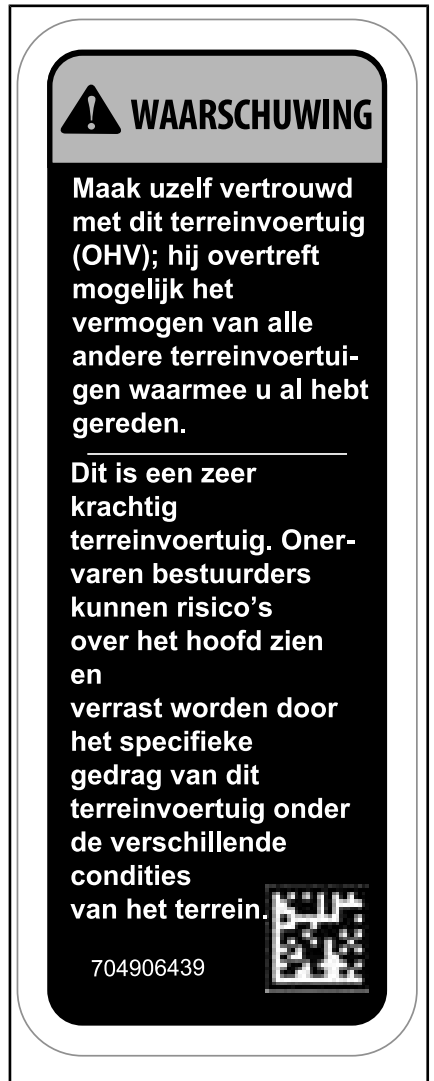 WAARSCHUWING
Maak uzelf vertrouwd
met dit terreinvoertuig
(OHV); hij overtreft
mogelijk het
vermogen van alle
andere terreinvoertui-
gen waarmee u al hebt
gereden.
Dit is een zeer
krachtig
terreinvoertuig. Oner-
varen bestuurders
kunnen risico’s
over het hoofd zien
en
verrast worden door
het specifieke
gedrag van dit
terreinvoertuig onder
de verschillende
condities
van het terrein.
704906439